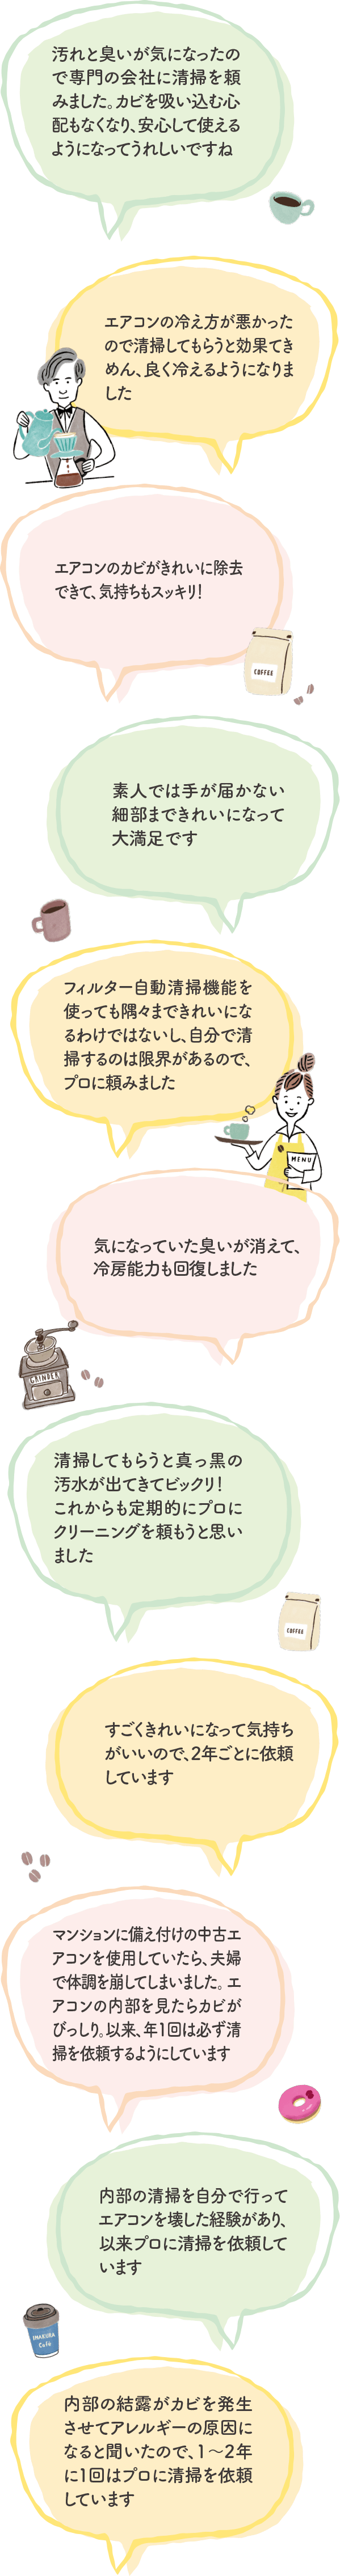 汚れと臭いが気になったの
で専門の会社に清掃を頼
みました。カビを吸い込む心
配もなくなり、安心して使える
ようになってうれしいですね
エアコンの冷え方が悪かった
ので清掃してもらうと効果てき
めん、良く冷えるようになりま
した
エアコンのカビがきれいに除去
できて、気持ちもスッキリ!
COFFEE
素人では手が届かない
細部まできれいになって
大満足です
フィルター自動清掃機能を
使っても隅々まできれいにな
るわけではないし、自分で清
掃するのは限界があるので、
プロに頼みました
MENU
気になっていた臭いが消えて、
冷房能力も回復しました
GRINDER
清掃してもらうと真っ黒の
汚水が出てきてビックリ!
これからも定期的にプロに
クリーニングを頼もうと思い
ました
COFFEE
すごくきれいになって気持ち
がいいので、2年ごとに依頼
しています
マンションに備え付けの中古エ
アコンを使用していたら、夫婦
で体調を崩してしまいました。エ
アコンの内部を見たらカビが
びっしり。以来、年1回は必ず清
掃を依頼するようにしています
内部の清掃を自分で行って
エアコンを壊した経験があり、
以来プロに清掃を依頼して
います
Café
内部の結露がカビを発生
させてアレルギーの原因に
なると聞いたので、1〜2年
に1回はプロに清掃を依頼
しています